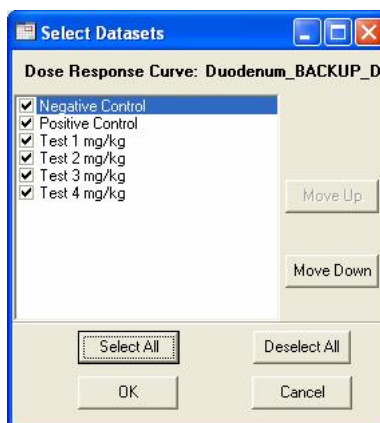 Select Datasets
Dose Response Curve: Duodenum_BACKUP_D
Negative Control
Positive Control
Test 1 mg/kg
Test 2 mg/kg
Test 3 mg/kg
Test 4 mg/kg
Move Up
Move Down
Select All
Deselect All
OK
Cancel